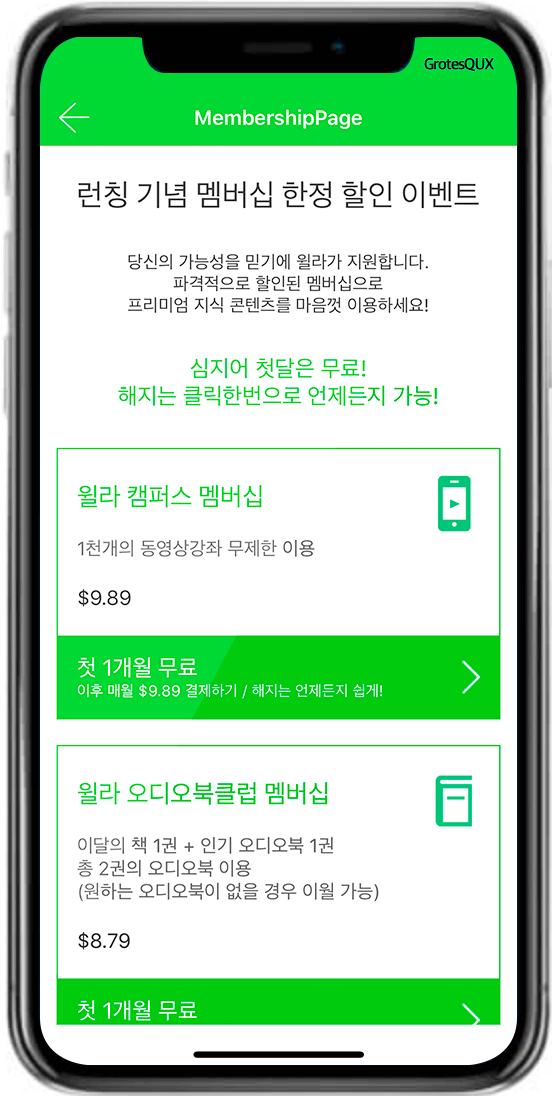 GrotesQUX
MembershipPage
런칭 기념 멤버십 한정 할인 이벤트
당신의 가능성을 믿기에 윌라가 지원합니다.
파격적으로 할인된 멤버십으로
프리미엄 지식 콘텐츠를 마음껏 이용하세요!
심지어 첫달은 무료!
해지는 클릭한번으로 언제든지 가능!
윌라 캠퍼스 멤버십
1천개의 동영상강좌 무제한 이용
$9.89
첫 1개월 무료
이후 매월 $9.89 결제하기 / 해지는 언제든지 쉽게!
윌라 오디오북클럽 멤버십
이달의 책 1권 + 인기 오디오북 1권
총 2권의 오디오북 이용
(원하는 오디오북이 없을 경우 이월 가능)
$8.79
첫 1개월 무료